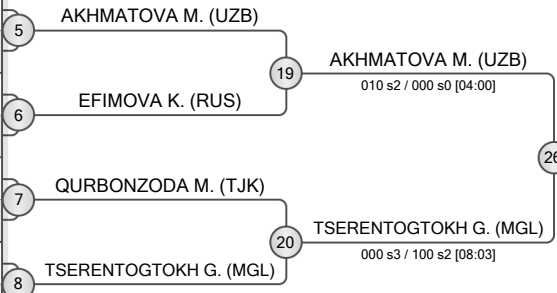 AKHMATOVA M. (UZB)
5
19
AKHMATOVA M. (UZB)
010 s2 / 000 s0 [04:00]
EFIMOVA K. (RUS)
6
26
QURBONZODA M. (TJK)
7
20
TSERENTOGTOKH G. (MGL)
000 s3 / 100 s2 [08:03]
TSERENTOGTOKH G. (MGL)
8